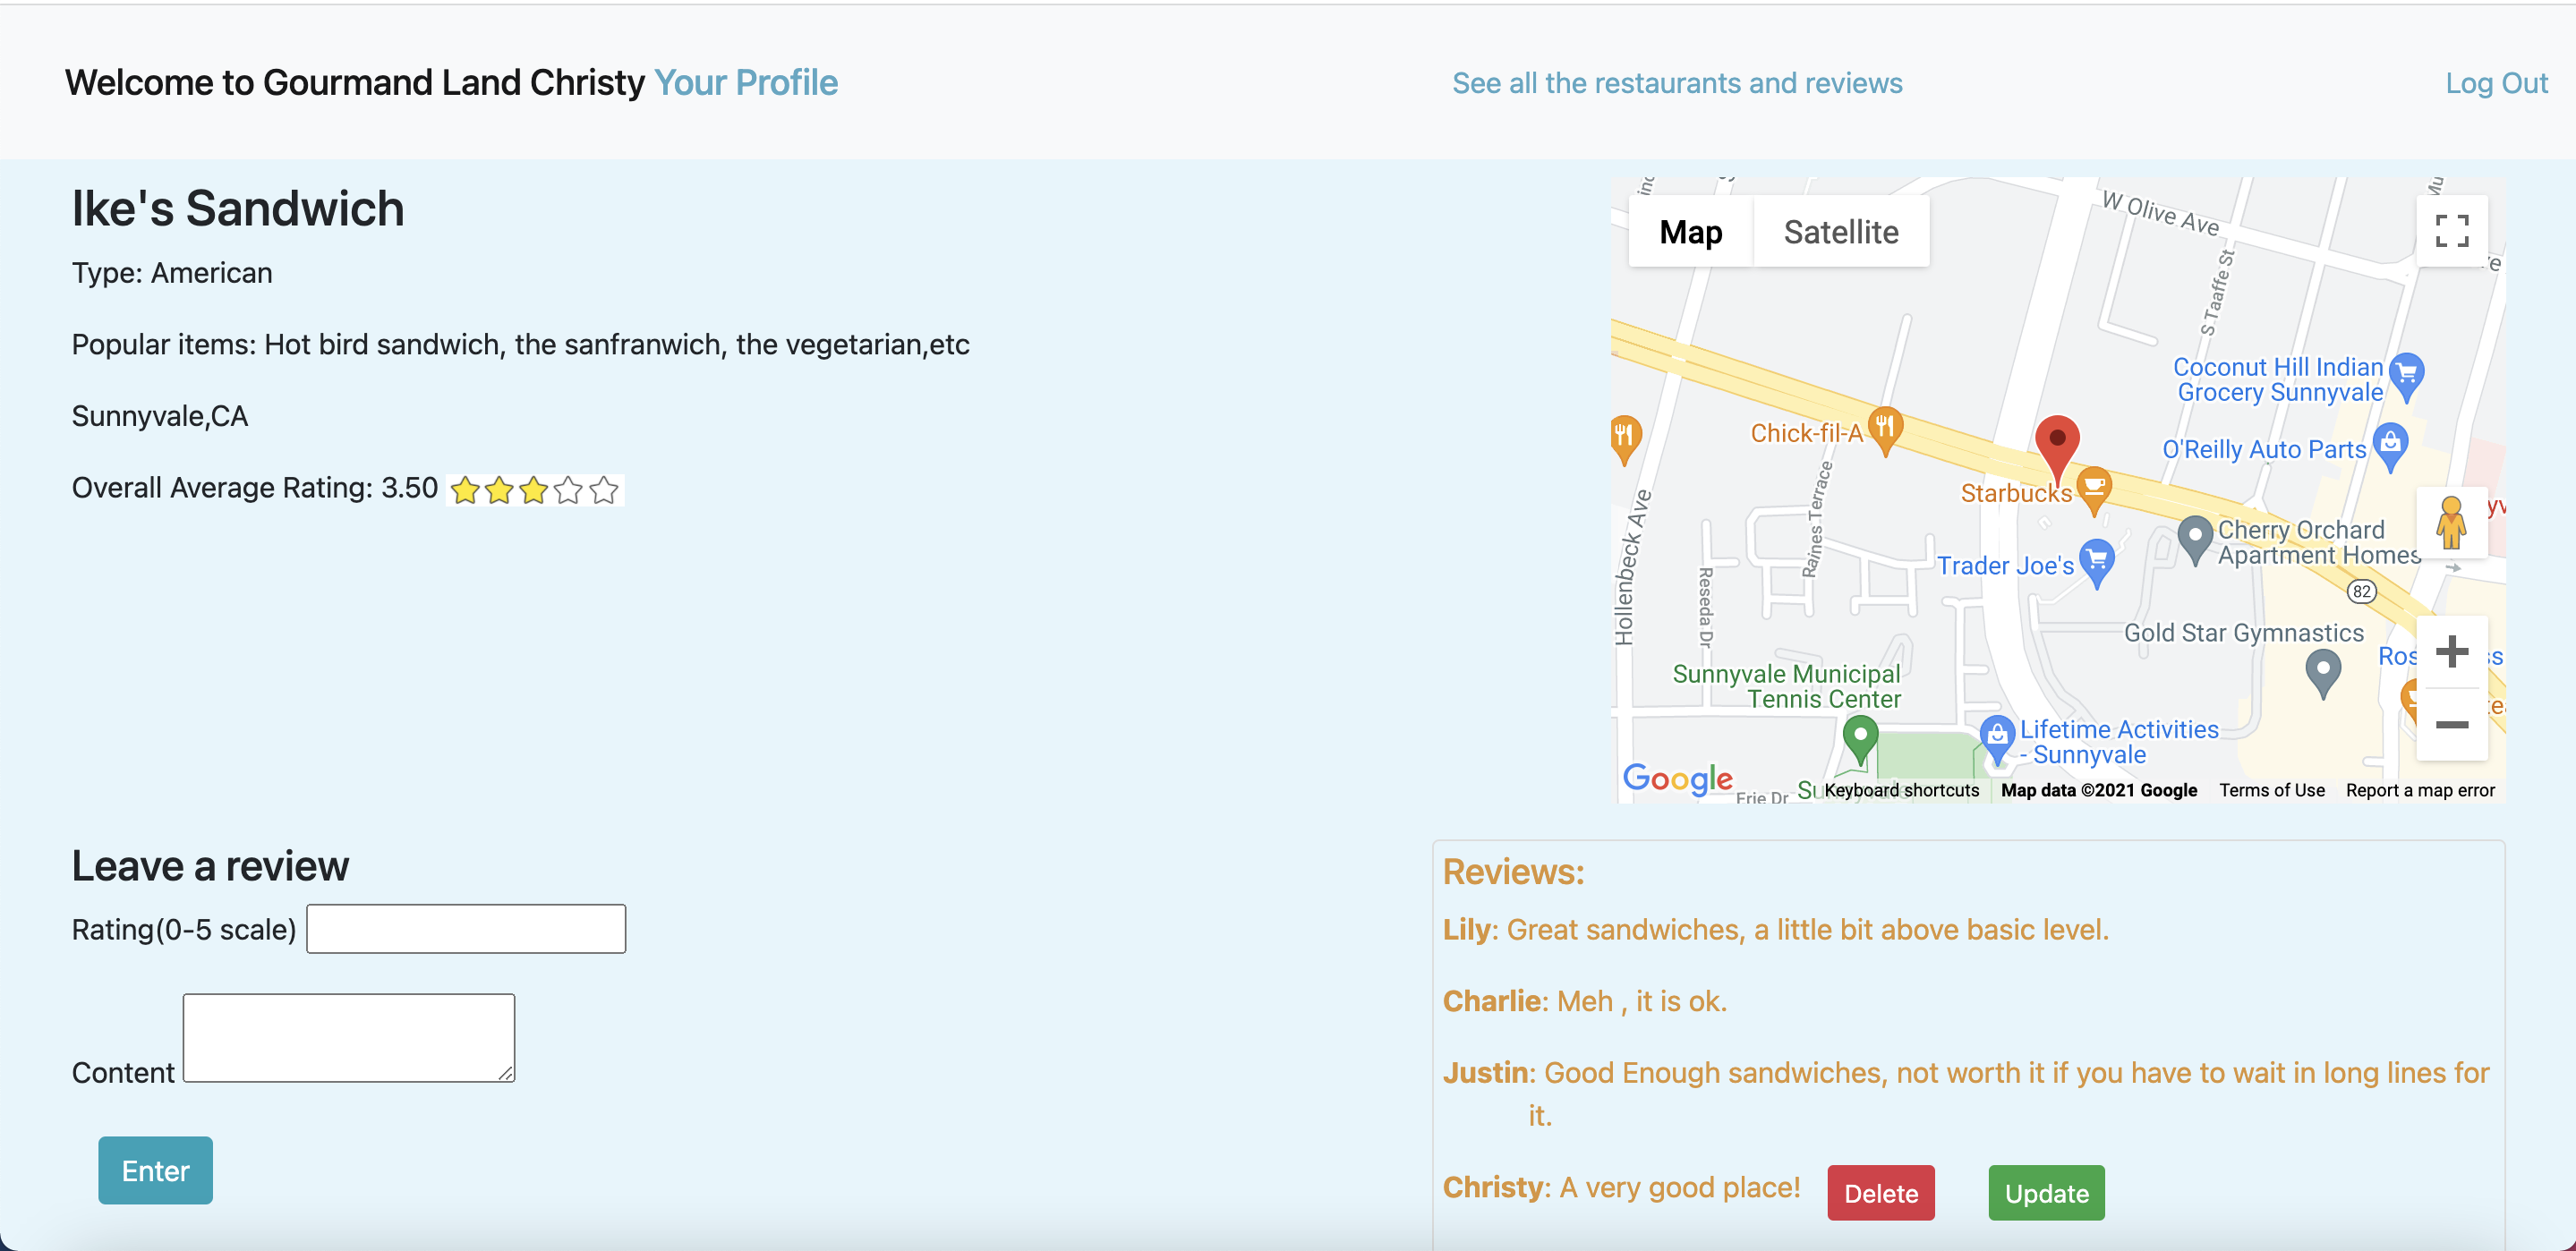 Welcome to Gourmand Land Christy Your Profile
See all the restaurants and reviews
Log Out
Ike's Sandwich
Type: American
Popular items: Hot bird sandwich, the sanfranwich, the vegetarian,etc
Sunnyvale,CA
Overall Average Rating: 3.50
Map
Satellite
W Olive Ave
S Taaffe St
Coconut Hill Indian
Grocery Sunnyvale
Chick-fil-A
O'Reilly Auto Parts
Starbucks
Hollenbeck Ave
Raines Terrace
Reseda Dr
Cherry Orchard
Apartment Homes
Trader Joe's
82
Gold Star Gymnastics
Sunnyvale Municipal
Tennis Center
Lifetime Activities
- Sunnyvale
Google
Erie Dr
Keyboard shortcuts
Map data ©2021 Google
Terms of Use
Report a map error
Leave a review
Rating(0-5 scale)
Content
Enter
Reviews:
Lily: Great sandwiches, a little bit above basic level.
Charlie: Meh , it is ok.
Justin: Good Enough sandwiches, not worth it if you have to wait in long lines for
it.
Christy: A very good place!
Delete
Update